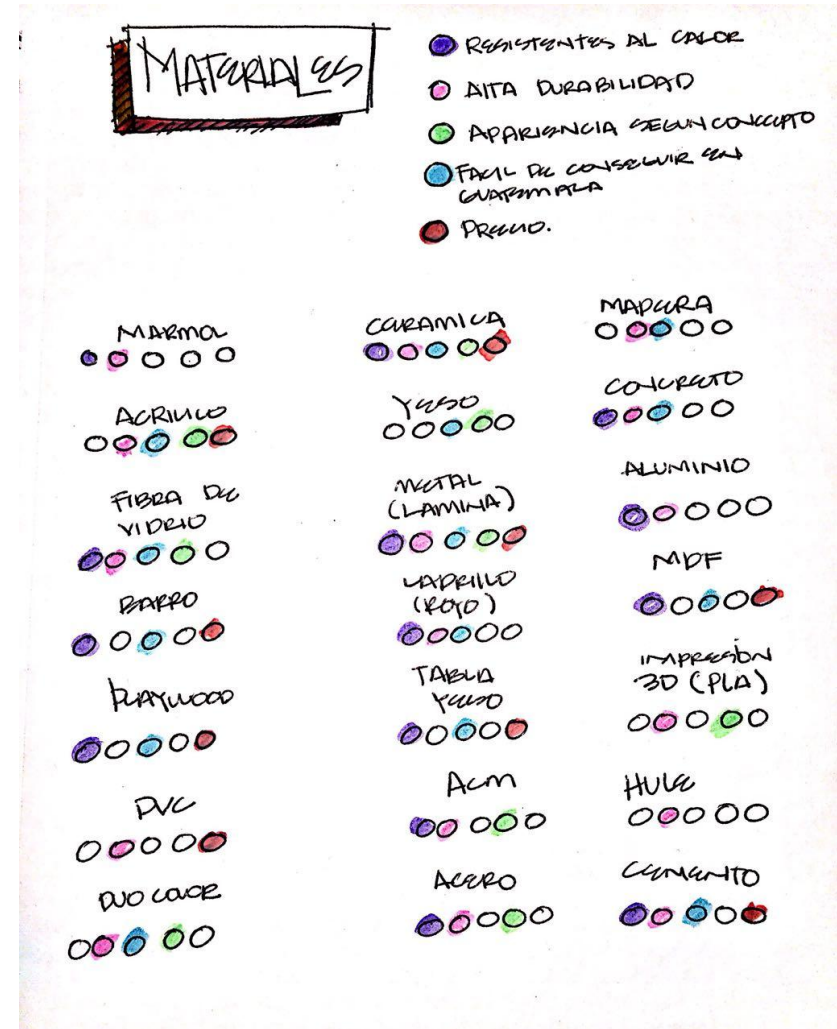 MATERIALES
RESISTENTES AL CALOR
ALTA DURABILIDAD
APARIENCIA SEGUN CONCEPTO
FACIL DE CONSEGUIR EN
GUATEMALA
PRECIO.
MARMOL
CERAMICA
MADERA
ACRILICO
YESO
CONCRETO
FIBRA DE
VIDRIO
METAL
(LAMINA)
ALUMINIO
BARRO
LADRILLO
(ROJO)
MDF
PLAYWOOD
TABLA
YESO
IMPRESIÓN
3D (PLA)
PVC
ACM
HULE
DUO COLOR
ACERO
CEMENTO